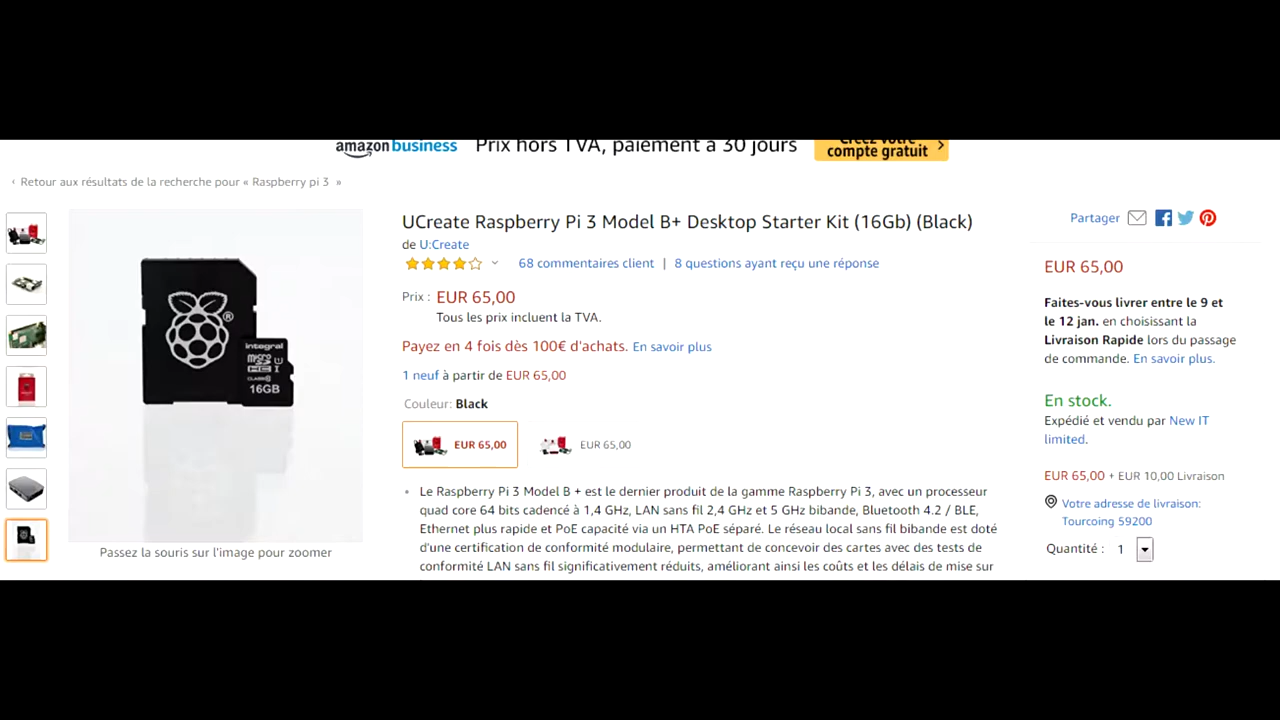 amazon business Prix hors TVA, paiement à 30 jours Créez votre
compte gratuit
‹ Retour aux résultats de la recherche pour « Raspberry pi 3 »
integral
micro
HC I
CLASS 10
16GB
®
Passez la souris sur l'image pour zoomer
UCreate Raspberry Pi 3 Model B+ Desktop Starter Kit (16Gb) (Black)
de U:Create
68 commentaires client | 8 questions ayant reçu une réponse
Prix : EUR 65,00
Tous les prix incluent la TVA.
Payez en 4 fois dès 100€ d'achats. En savoir plus
1 neuf à partir de EUR 65,00
Couleur: Black
EUR 65,00 EUR 65,00
• Le Raspberry Pi 3 Model B + est le dernier produit de la gamme Raspberry Pi 3, avec un processeur
quad core 64 bits cadencé à 1,4 GHz, LAN sans fil 2,4 GHz et 5 GHz bibande, Bluetooth 4.2 / BLE,
Ethernet plus rapide et PoE capacité via un HTA PoE séparé. Le réseau local sans fil bibande est doté
d'une certification de conformité modulaire, permettant de concevoir des cartes avec des tests de
conformité LAN sans fil significativement réduits, améliorant ainsi les coûts et les délais de mise sur
Partager
EUR 65,00
Faites-vous livrer entre le 9 et
le 12 jan. en choisissant la
Livraison Rapide lors du passage
de commande. En savoir plus.
En stock.
Expédié et vendu par New IT
limited.
EUR 65,00 + EUR 10,00 Livraison
Votre adresse de livraison:
Tourcoing 59200
Quantité : 1